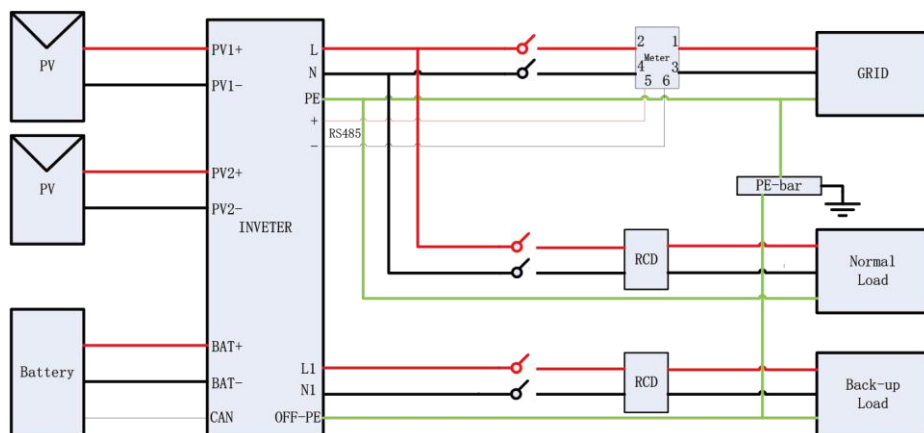 PV
PV1+
PV1-
PV
PV2+
PV2-
INVETER
Battery
BAT+
BAT-
CAN
L
N
PE
+
RS485
-
L1
N1
OFF-PE
2 1
Meter
4 3
5 6
GRID
PE-bar
RCD
Normal
Load
RCD
Back-up
Load